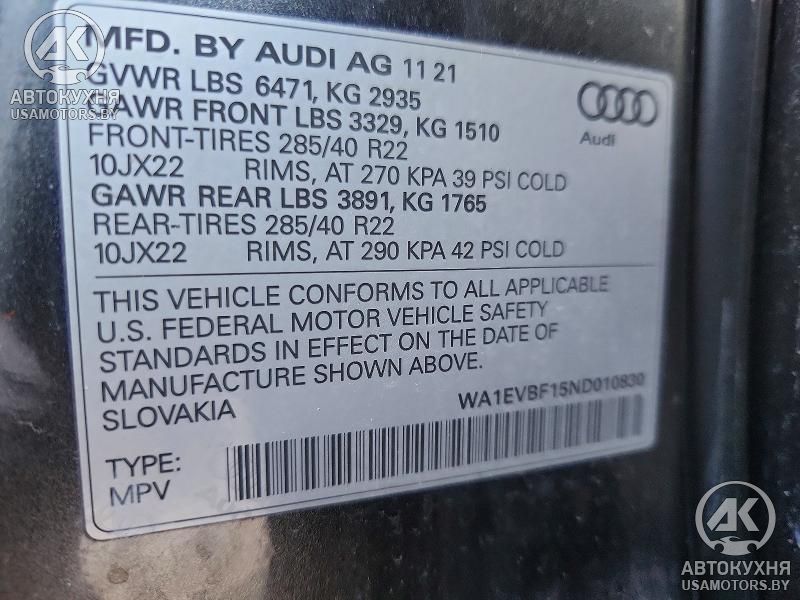 MFD. BY AUDI AG 11 21
GVWR LBS 6471, KG 2935
GAWR FRONT LBS 3329, KG 1510
FRONT-TIRES 285/40 R22
10JX22 RIMS, AT 270 KPA 39 PSI COLD
GAWR REAR LBS 3891, KG 1765
REAR-TIRES 285/40 R22
10JX22 RIMS, AT 290 KPA 42 PSI COLD
Audi
THIS VEHICLE CONFORMS TO ALL APPLICABLE
U.S. FEDERAL MOTOR VEHICLE SAFETY
STANDARDS IN EFFECT ON THE DATE OF
MANUFACTURE SHOWN ABOVE.
SLOVAKIA WA1EVBF15ND010830
TYPE:
MPV
АК
АВТОКУХНЯ
USAMOTORS.BY
АК
АВТОКУХНЯ
USAMOTORS.BY